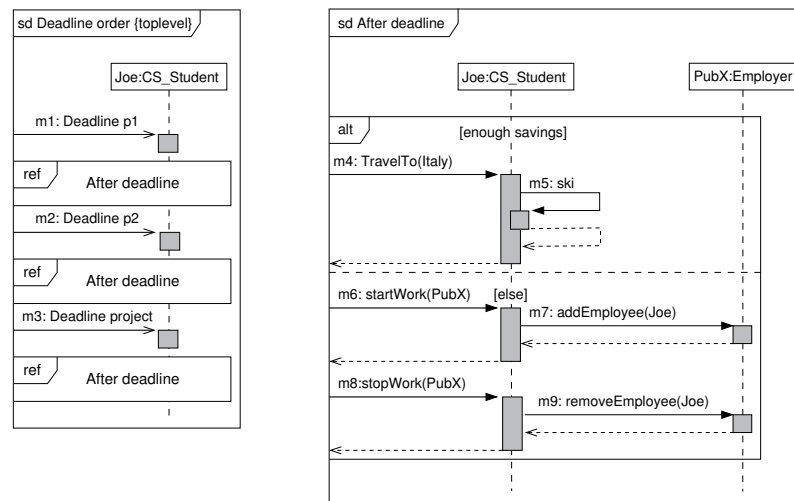 sd Deadline order {toplevel}
Joe:CS_Student
m1: Deadline p1
ref
After deadline
m2: Deadline p2
ref
After deadline
m3: Deadline project
ref
After deadline
sd After deadline
Joe:CS_Student
PubX:Employer
alt
[enough savings]
m4: TravelTo(Italy)
m5: ski
m6: startWork(PubX)
[else]
m7: addEmployee(Joe)
m8:stopWork(PubX)
m9: removeEmployee(Joe)